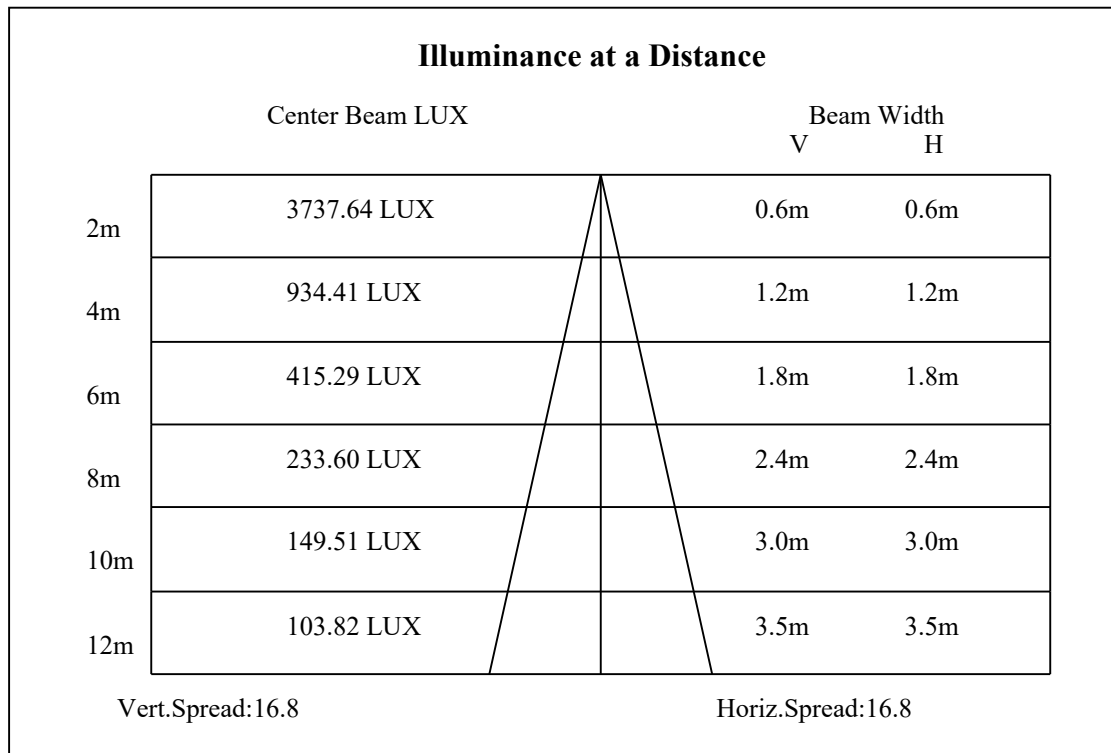 Illuminance at a Distance
Center Beam LUX Beam Width
V H
2m 3737.64 LUX 0.6m 0.6m
4m 934.41 LUX 1.2m 1.2m
6m 415.29 LUX 1.8m 1.8m
8m 233.60 LUX 2.4m 2.4m
10m 149.51 LUX 3.0m 3.0m
12m 103.82 LUX 3.5m 3.5m
Vert.Spread:16.8 Horiz.Spread:16.8